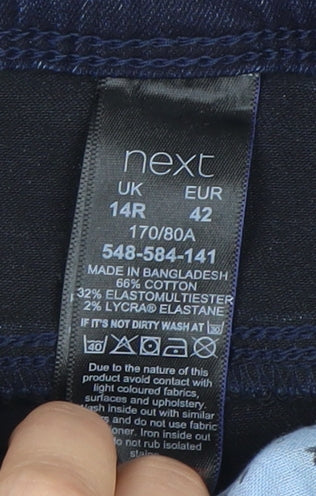 next
UK EUR
14R 42
170/80A
548-584-141
MADE IN BANGLADESH
66% COTTON
32% ELASTOMULTIESTER
2% LYCRA® ELASTANE
IF IT'S NOT DIRTY WASH AT 30
40
Due to the nature of this
product avoid contact with
light coloured fabrics,
surfaces and upholstery.
Wash inside out with similar
and do not use fabric
Iron inside out
do not rub isolated